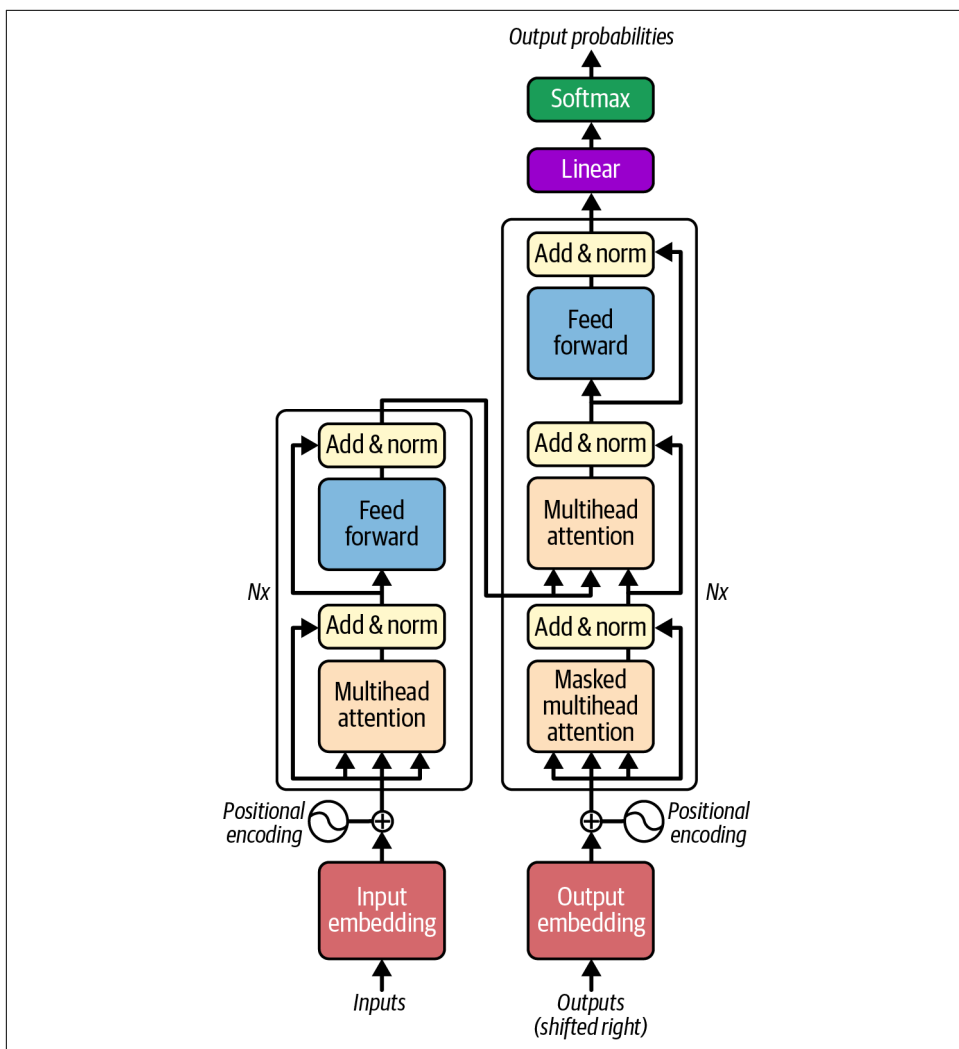 Output probabilities
Softmax
Linear
Add & norm
Feed
forward
Add & norm
Multihead
attention
Nx
Add & norm
Masked
multihead
attention
Positional
encoding
Output
embedding
Outputs
(shifted right)
Add & norm
Feed
forward
Nx
Add & norm
Multihead
attention
Positional
encoding
Input
embedding
Inputs